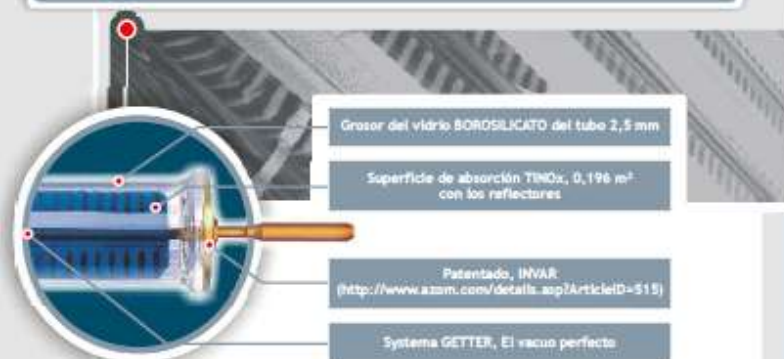 Grosor del vidrio BOROSILICATO del tubo 2,5 mm
Superficie de absorción TINOx, 0,196 m²
con los reflectores
Patentado, INVAR
(http://www.azom.com/details.asp?ArticleID=515)
Systema GETTER, El vacuo perfecto